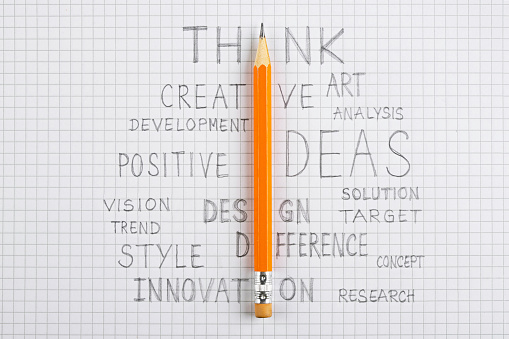 THINK
CREATIVE ART
ANALYSIS
DEVELOPMENT
POSITIVE IDEAS
SOLUTION
VISION DESIGN TARGET
TREND
STYLE DIFFERENCE CONCEPT
INNOVATION RESEARCH